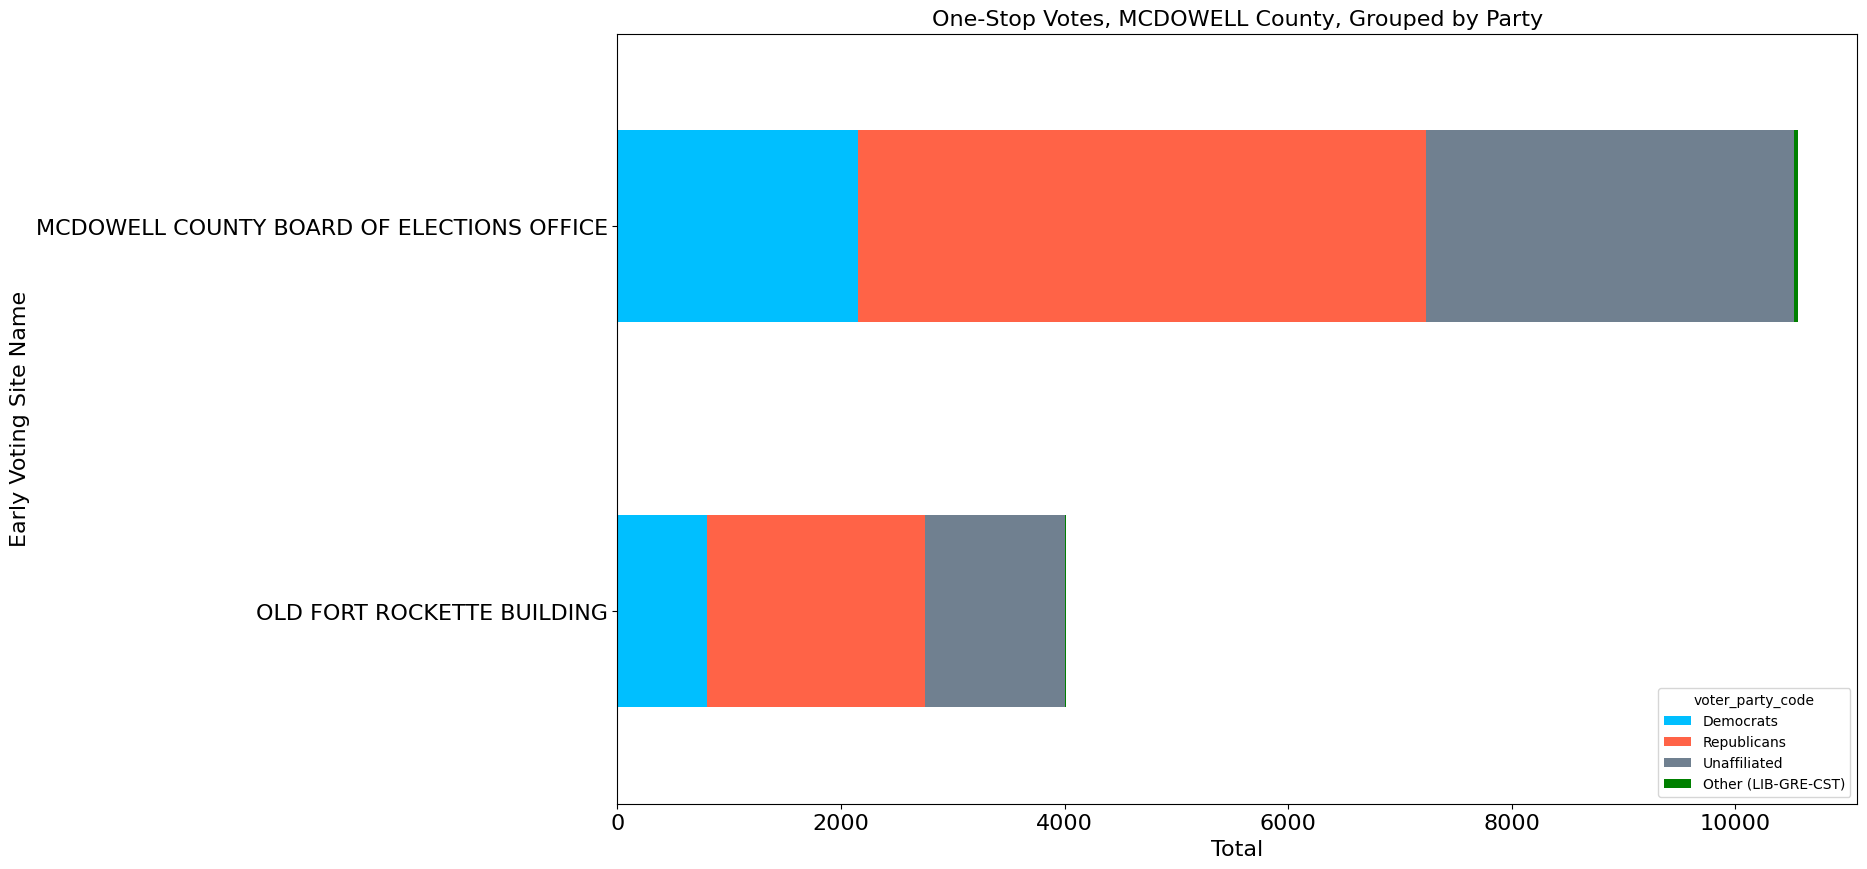 One-Stop Votes, MCDOWELL County, Grouped by Party
Early Voting Site Name
MCDOWELL COUNTY BOARD OF ELECTIONS OFFICE
OLD FORT ROCKETTE BUILDING
voter_party_code
Democrats
Republicans
Unaffiliated
Other (LIB-GRE-CST)
0 2000 4000 6000 8000 10000
Total